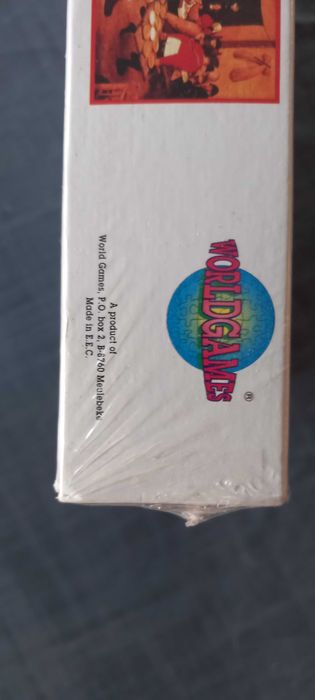 WORLDGAMES ®
A product of
World Games, P.O. box 2, B-8760 Meulebeke
Made in E.E.C.